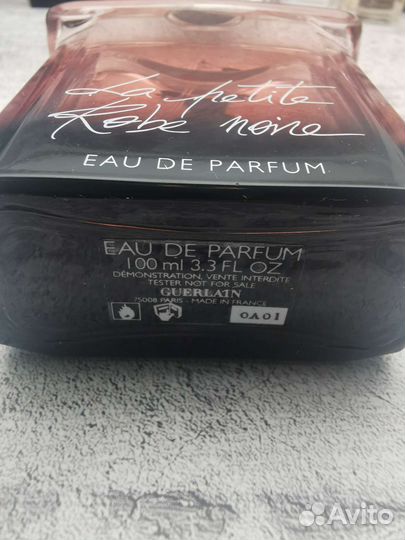 La petite
Robe noire
EAU DE PARFUM
EAU DE PARFUM
100 ml 3.3 FL OZ
DÉMONSTRATION, VENTE INTERDITE
TESTER NOT FOR SALE
GUERLAIN
75008 PARIS - MADE IN FRANCE
0A01
Avito